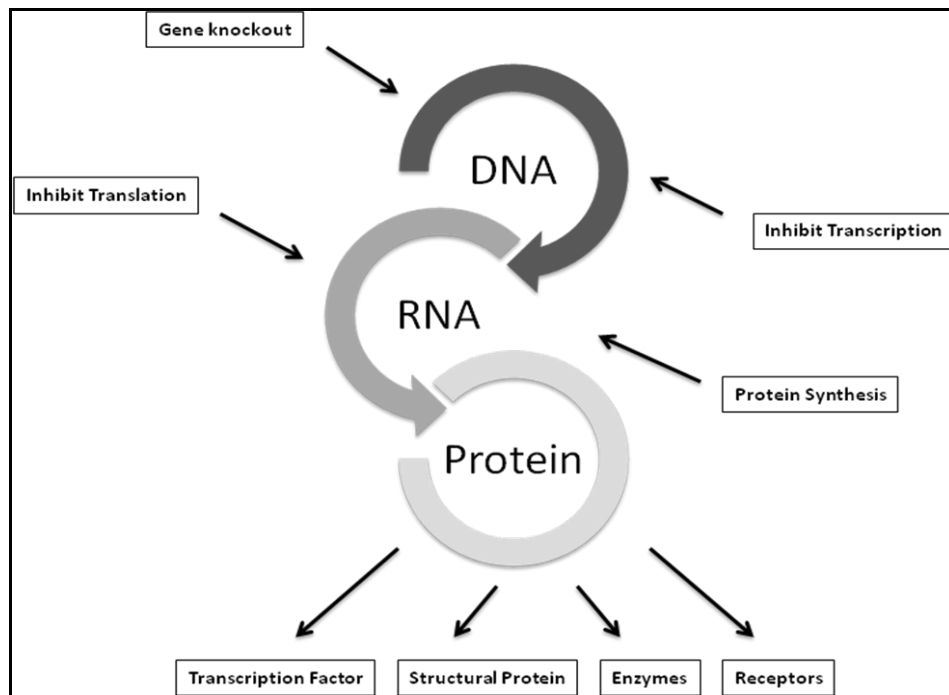 Gene knockout
DNA
Inhibit Translation
Inhibit Transcription
RNA
Protein Synthesis
Protein
Transcription Factor
Structural Protein
Enzymes
Receptors